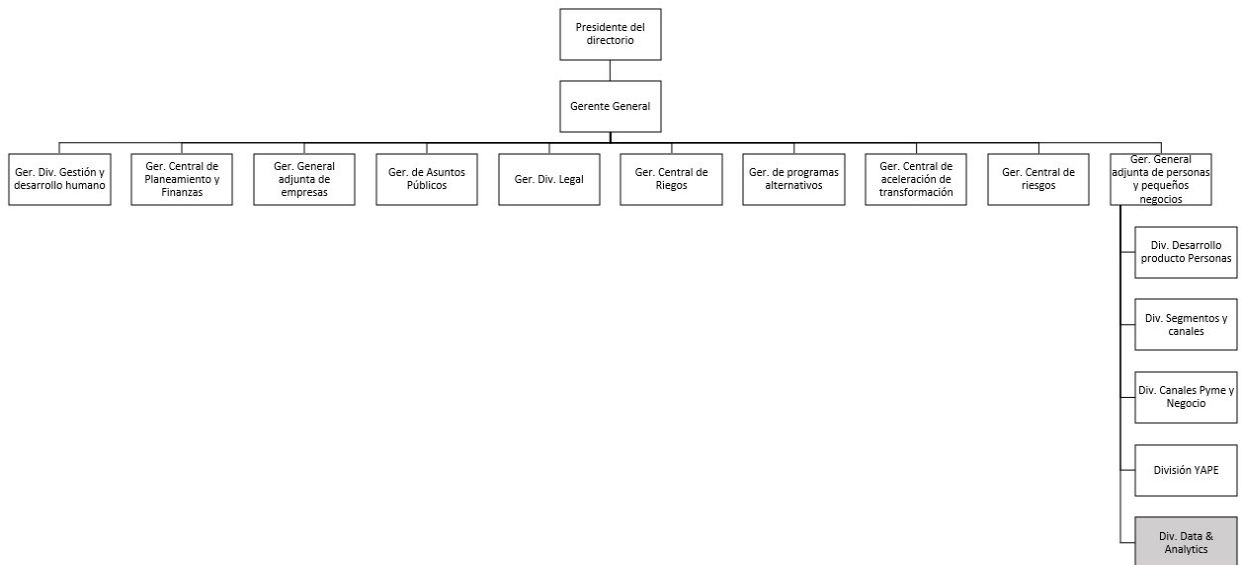 Presidente del
directorio
Gerente General
Ger. Div. Gestión y
desarrollo humano
Ger. Central de
Planeamiento y
Finanzas
Ger. General
adjunta de
empresas
Ger. de Asuntos
Públicos
Ger. Div. Legal
Ger. Central de
Riegos
Ger. de programas
alternativos
Ger. Central de
aceleración de
transformación
Ger. Central de
riesgos
Ger. General
adjunta de personas
y pequeños
negocios
Div. Desarrollo
producto Personas
Div. Segmentos y
canales
Div. Canales Pyme y
Negocio
División YAPE
Div. Data &
Analytics